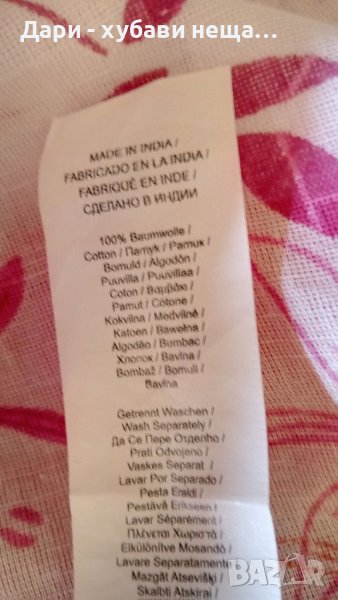 Дари - хубави неща...
MADE IN INDIA /
FABRICADO EN LA INDIA /
FABRIQUÉ EN INDE /
СДЕЛАНО В ИНДИИ
100% Baumwolle /
Cotton / Памук / Pamuk /
Bomuld / Algodón /
Puuvilla / Puuvillaa /
Coton / Βαμβάκι /
Pamut / Cotone /
Kokvilna / Medvilnė /
Katoen / Bawełna /
Algodão / Bumbac /
Хлопок / Bavlna /
Bombaž / Bomull /
Bavlna
Getrennt Waschen /
Wash Separately /
Да Се Пере Отделно /
Prati Odvojeno /
Vaskes Separat /
Lavar Por Separado /
Pesta Eraldi /
Pestävä Erikseen /
Lavar Séparément /
Πλένεται Χωριστά /
Elkülönítve Mosandó /
Lavare Separatamente
Mazgāt Atsevišķi
Skalbti Atskirai /
BAZAR